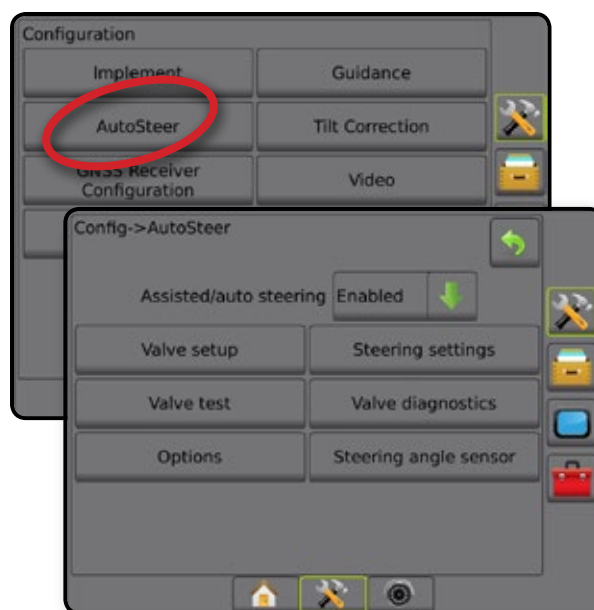 Configuration
Implement
Guidance
AutoSteer
Tilt Correction
GNSS Receiver
Configuration
Video
Config->AutoSteer
Assisted/auto steering Enabled
Valve setup
Steering settings
Valve test
Valve diagnostics
Options
Steering angle sensor